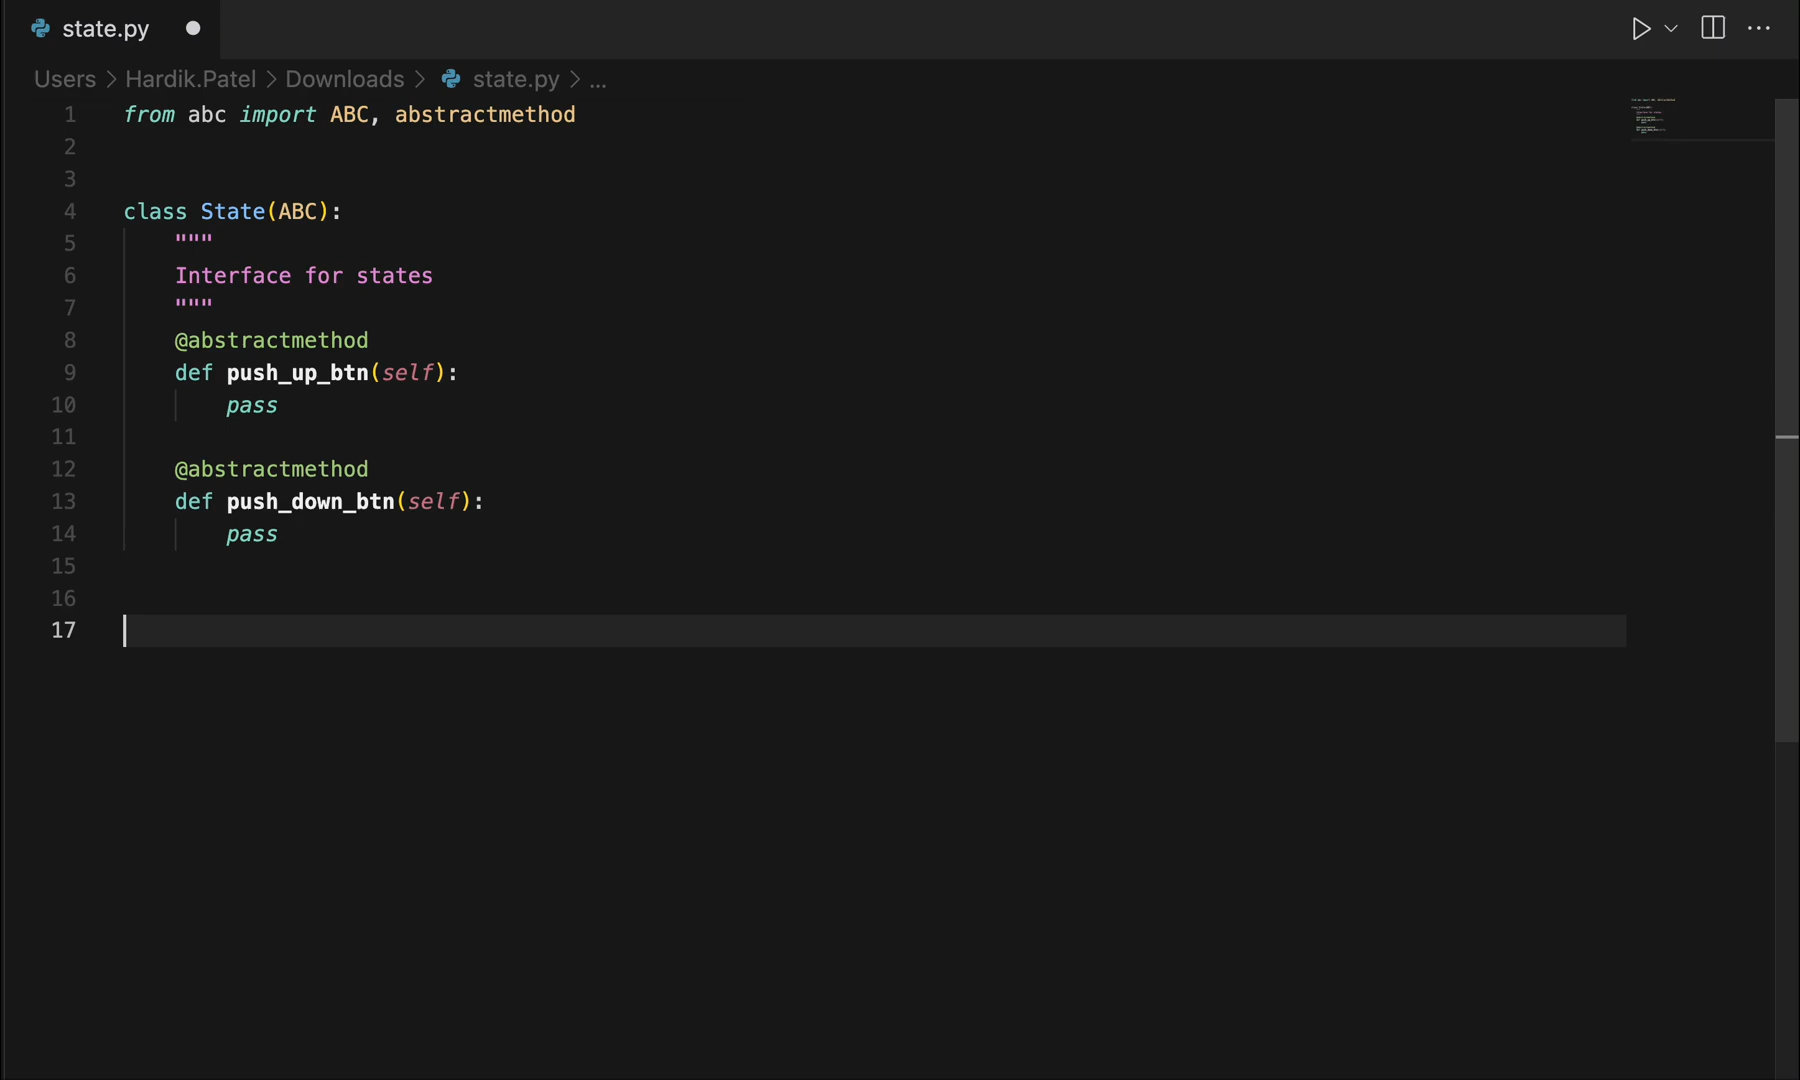 state.py
Users > Hardik.Patel > Downloads > state.py > ...
1 from abc import ABC, abstractmethod
2
3
4 class State(ABC):
5     """
6     Interface for states
7     """
8     @abstractmethod
9     def push_up_btn(self):
10         pass
11
12     @abstractmethod
13     def push_down_btn(self):
14         pass
15
16
17